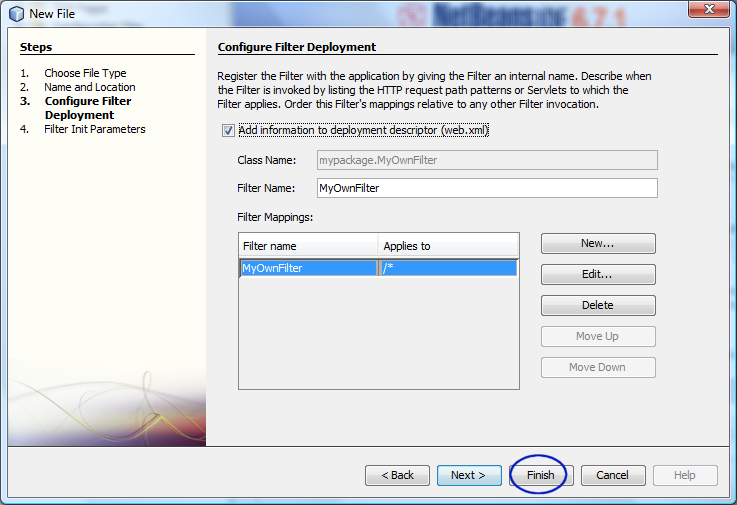 New File
NetBeans IDE 6.7.1
Steps
1. Choose File Type
2. Name and Location
3. Configure Filter
Deployment
4. Filter Init Parameters
Configure Filter Deployment
Register the Filter with the application by giving the Filter an internal name. Describe when
the Filter is invoked by listing the HTTP request path patterns or Servlets to which the
Filter applies. Order this Filter's mappings relative to any other Filter invocation.
Add information to deployment descriptor (web.xml)
Class Name: mypackage.MyOwnFilter
Filter Name: MyOwnFilter
Filter Mappings:
Filter name Applies to
MyOwnFilter /*
New...
Edit...
Delete
Move Up
Move Down
< Back Next > Finish Cancel Help